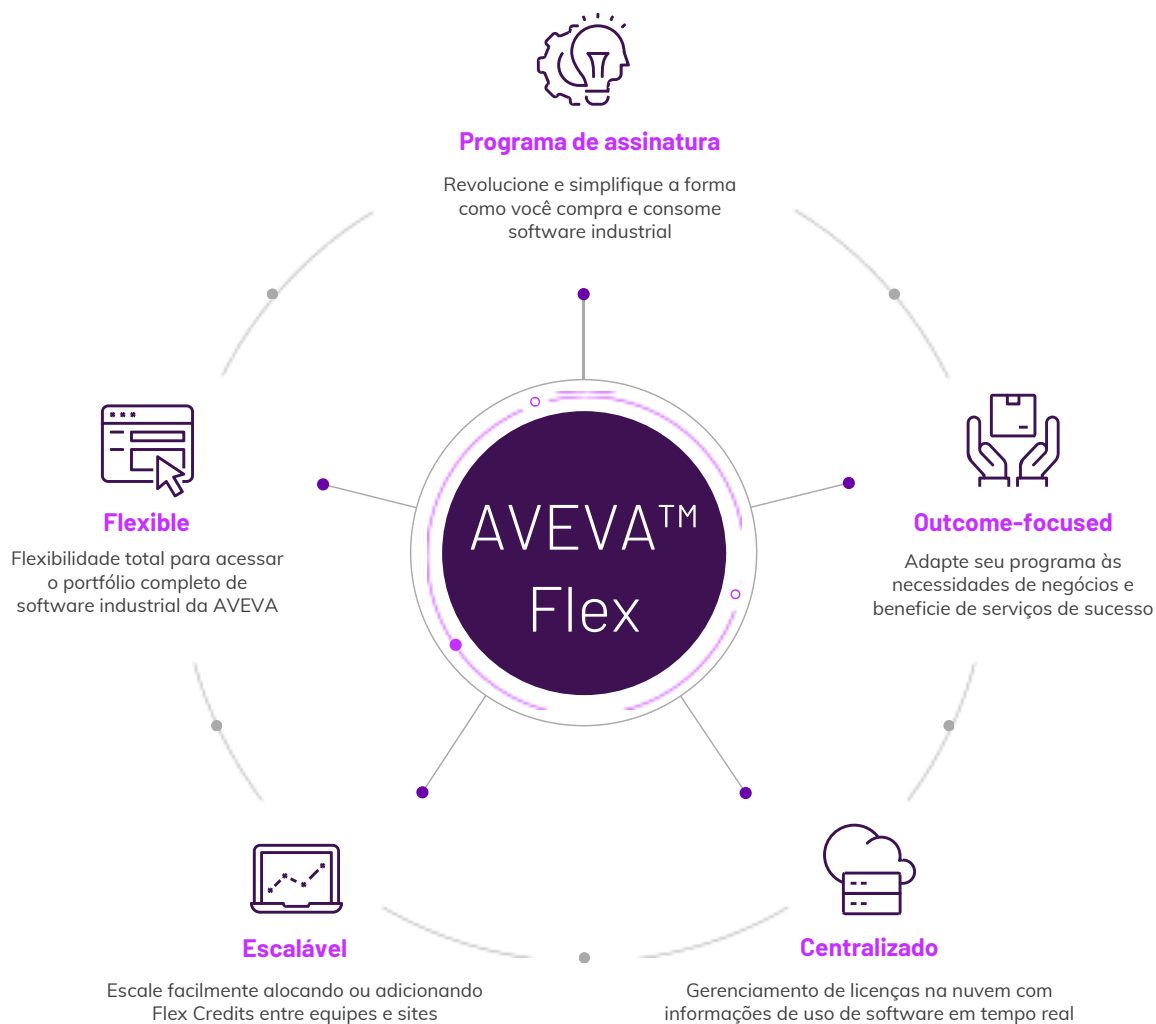 Programa de assinatura
Revolucione e simplifique a forma
como você compra e consome
software industrial
Flexible
Flexibilidade total para acessar
o portfólio completo de
software industrial da AVEVA
AVEVA™
Flex
Outcome-focused
Adapte seu programa às
necessidades de negócios e
beneficie de serviços de sucesso
Escalável
Escale facilmente alocando ou adicionando
Flex Credits entre equipes e sites
Centralizado
Gerenciamento de licenças na nuvem com
informações de uso de software em tempo real